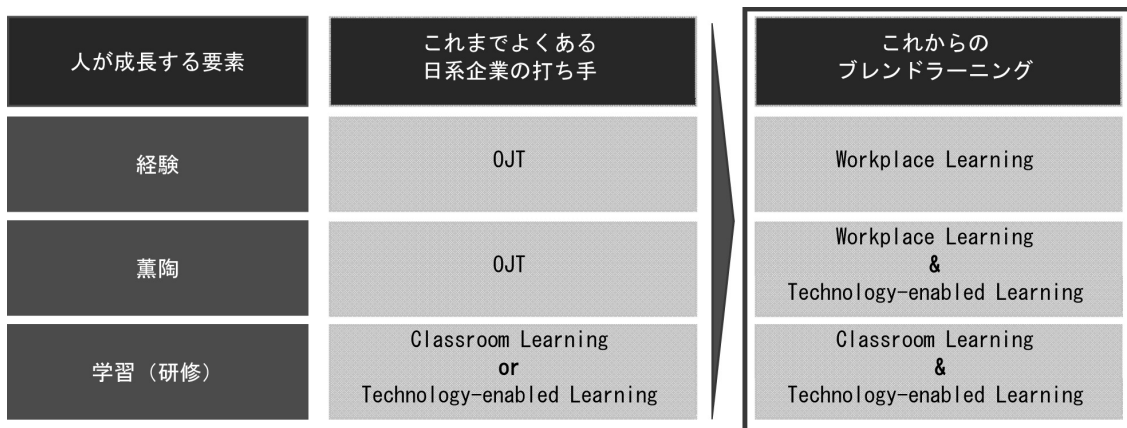 人が成長する要素
これまでよくある
日系企業の打ち手
これからの
ブレンドラーニング
経験
OJT
Workplace Learning
薫陶
OJT
Workplace Learning
&
Technology-enabled Learning
学習（研修）
Classroom Learning
or
Technology-enabled Learning
Classroom Learning
&
Technology-enabled Learning